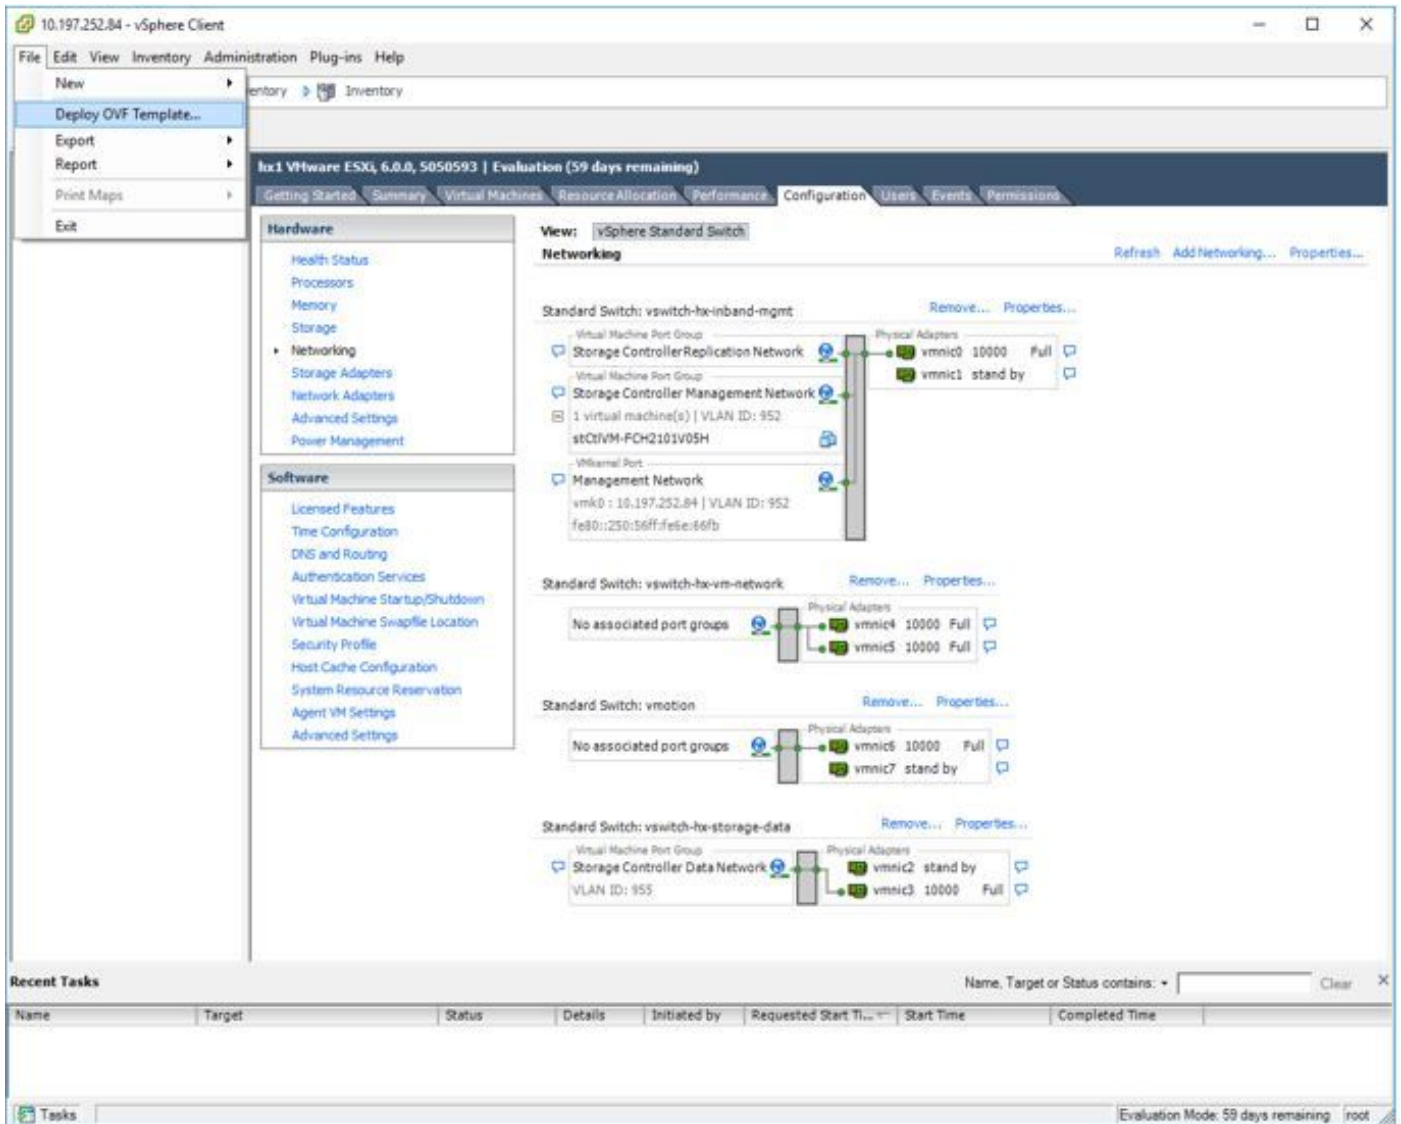 10.197.252.84 - vSphere Client
File Edit View Inventory Administration Plug-ins Help
New
entory Inventory
Deploy OVF Template...
Export
Report
Print Maps
Exit
hx1 VMware ESXi, 6.0.0, 5050593 | Evaluation (59 days remaining)
Getting Started Summary Virtual Machines Resource Allocation Performance Configuration Users Events Permissions
Hardware
Health Status
Processors
Memory
Storage
Networking
Storage Adapters
Network Adapters
Advanced Settings
Power Management
Software
Licensed Features
Time Configuration
DNS and Routing
Authentication Services
Virtual Machine Startup/Shutdown
Virtual Machine Swapfile Location
Security Profile
Host Cache Configuration
System Resource Reservation
Agent VM Settings
Advanced Settings
View: vSphere Standard Switch
Networking Refresh Add Networking... Properties...
Standard Switch: vswitch-hx-inband-mgmt Remove... Properties...
Virtual Machine Port Group
Storage Controller Replication Network
Physical Adapters
vmnic0 10000 Full
vmnic1 stand by
Virtual Machine Port Group
Storage Controller Management Network
1 virtual machine(s) | VLAN ID: 952
stCtlVM-FCH2101V05H
VMkernel Port
Management Network
vmk0 : 10.197.252.84 | VLAN ID: 952
fe80::250:56ff:fe6e:66fb
Standard Switch: vswitch-hx-vm-network Remove... Properties...
No associated port groups
Physical Adapters
vmnic4 10000 Full
vmnic5 10000 Full
Standard Switch: vmotion Remove... Properties...
No associated port groups
Physical Adapters
vmnic6 10000 Full
vmnic7 stand by
Standard Switch: vswitch-hx-storage-data Remove... Properties...
Virtual Machine Port Group
Storage Controller Data Network
VLAN ID: 955
Physical Adapters
vmnic2 stand by
vmnic3 10000 Full
Recent Tasks Name, Target or Status contains: Clear
Name Target Status Details Initiated by Requested Start Ti... Start Time Completed Time
Tasks Evaluation Mode: 59 days remaining root